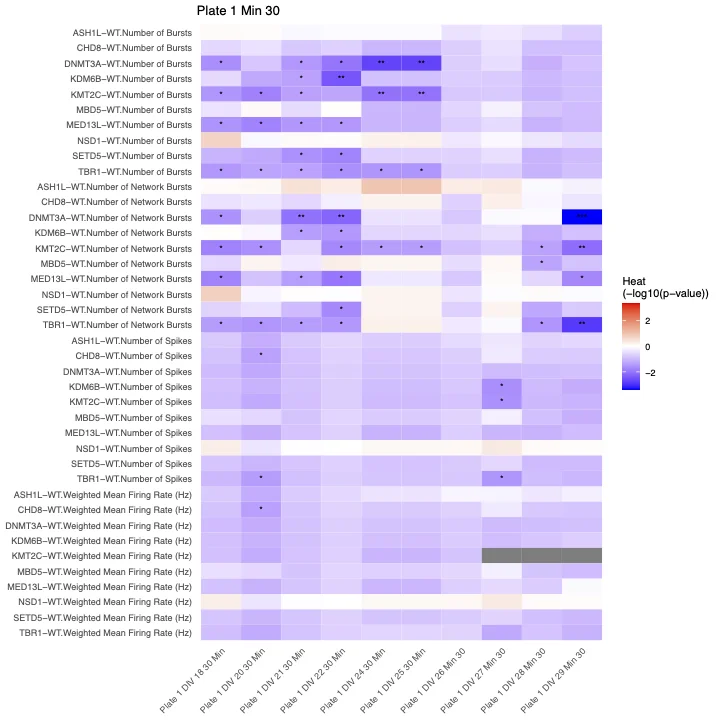 Plate 1 Min 30
ASH1L−WT.Number of Bursts
CHD8−WT.Number of Bursts
DNMT3A−WT.Number of Bursts * * * ** **
KDM6B−WT.Number of Bursts * **
KMT2C−WT.Number of Bursts * * * ** **
MBD5−WT.Number of Bursts
MED13L−WT.Number of Bursts * * * *
NSD1−WT.Number of Bursts
SETD5−WT.Number of Bursts * *
TBR1−WT.Number of Bursts * * * * * *
ASH1L−WT.Number of Network Bursts
CHD8−WT.Number of Network Bursts
DNMT3A−WT.Number of Network Bursts * ** ** ***
KDM6B−WT.Number of Network Bursts * *
KMT2C−WT.Number of Network Bursts * * * * * * **
MBD5−WT.Number of Network Bursts *
MED13L−WT.Number of Network Bursts * * * *
NSD1−WT.Number of Network Bursts
SETD5−WT.Number of Network Bursts *
TBR1−WT.Number of Network Bursts * * * * * **
ASH1L−WT.Number of Spikes
CHD8−WT.Number of Spikes *
DNMT3A−WT.Number of Spikes
KDM6B−WT.Number of Spikes *
KMT2C−WT.Number of Spikes *
MBD5−WT.Number of Spikes
MED13L−WT.Number of Spikes
NSD1−WT.Number of Spikes
SETD5−WT.Number of Spikes
TBR1−WT.Number of Spikes * *
ASH1L−WT.Weighted Mean Firing Rate (Hz)
CHD8−WT.Weighted Mean Firing Rate (Hz) *
DNMT3A−WT.Weighted Mean Firing Rate (Hz)
KDM6B−WT.Weighted Mean Firing Rate (Hz)
KMT2C−WT.Weighted Mean Firing Rate (Hz)
MBD5−WT.Weighted Mean Firing Rate (Hz)
MED13L−WT.Weighted Mean Firing Rate (Hz)
NSD1−WT.Weighted Mean Firing Rate (Hz)
SETD5−WT.Weighted Mean Firing Rate (Hz)
TBR1−WT.Weighted Mean Firing Rate (Hz)
Plate 1 DIV 18 30 Min
Plate 1 DIV 20 30 Min
Plate 1 DIV 21 30 Min
Plate 1 DIV 22 30 Min
Plate 1 DIV 24 30 Min
Plate 1 DIV 25 30 Min
Plate 1 DIV 26 Min 30
Plate 1 DIV 27 Min 30
Plate 1 DIV 28 Min 30
Plate 1 DIV 29 Min 30
Heat
(−log10(p−value))
2
0
−2